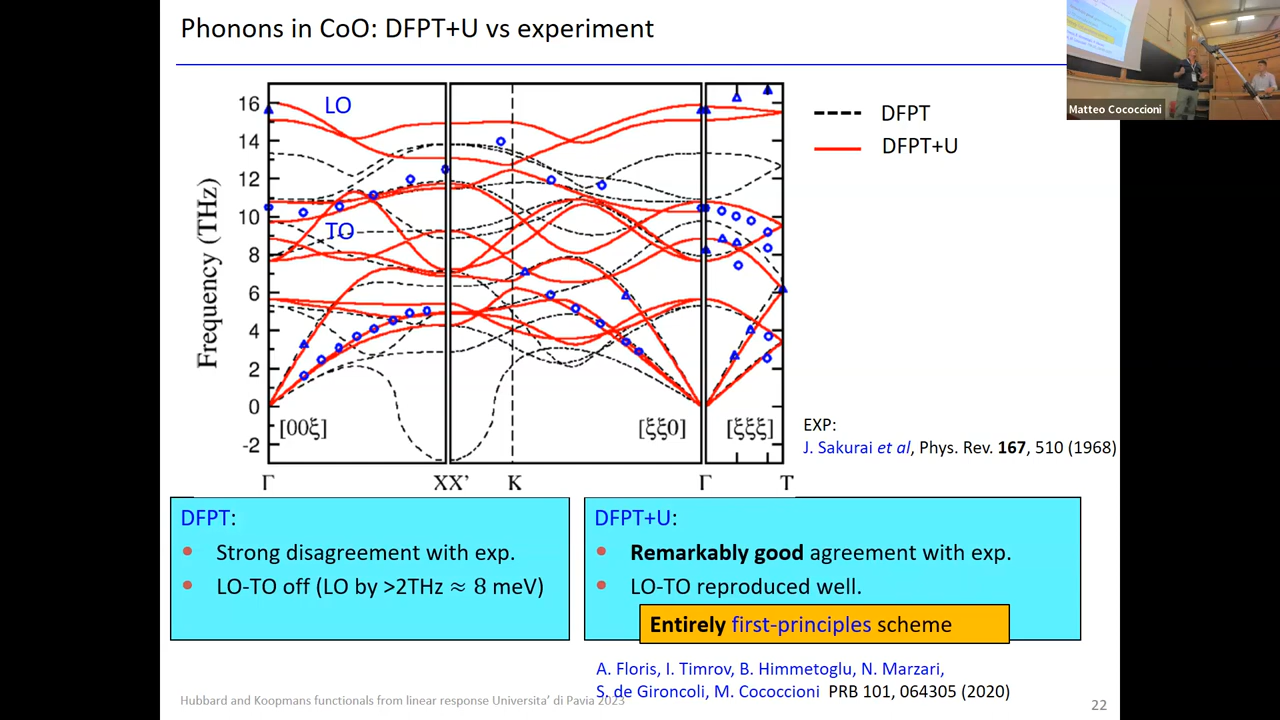 Phonons in CoO: DFPT+U vs experiment
Matteo Cococcioni
LO
TO
DFPT
DFPT+U
Frequency (THz)
16
14
12
10
8
6
4
2
0
-2
[00ξ]
[ξξ0]
[ξξξ]
Γ
X
X'
K
Γ
T
EXP:
J. Sakurai et al, Phys. Rev. 167, 510 (1968)
DFPT:
• Strong disagreement with exp.
• LO-TO off (LO by >2THz ≈ 8 meV)
DFPT+U:
• Remarkably good agreement with exp.
• LO-TO reproduced well.
Entirely first-principles scheme
A. Floris, I. Timrov, B. Himmetoglu, N. Marzari,
S. de Gironcoli, M. Cococcioni PRB 101, 064305 (2020)
Hubbard and Koopmans functionals from linear response Universita' di Pavia 2023
22